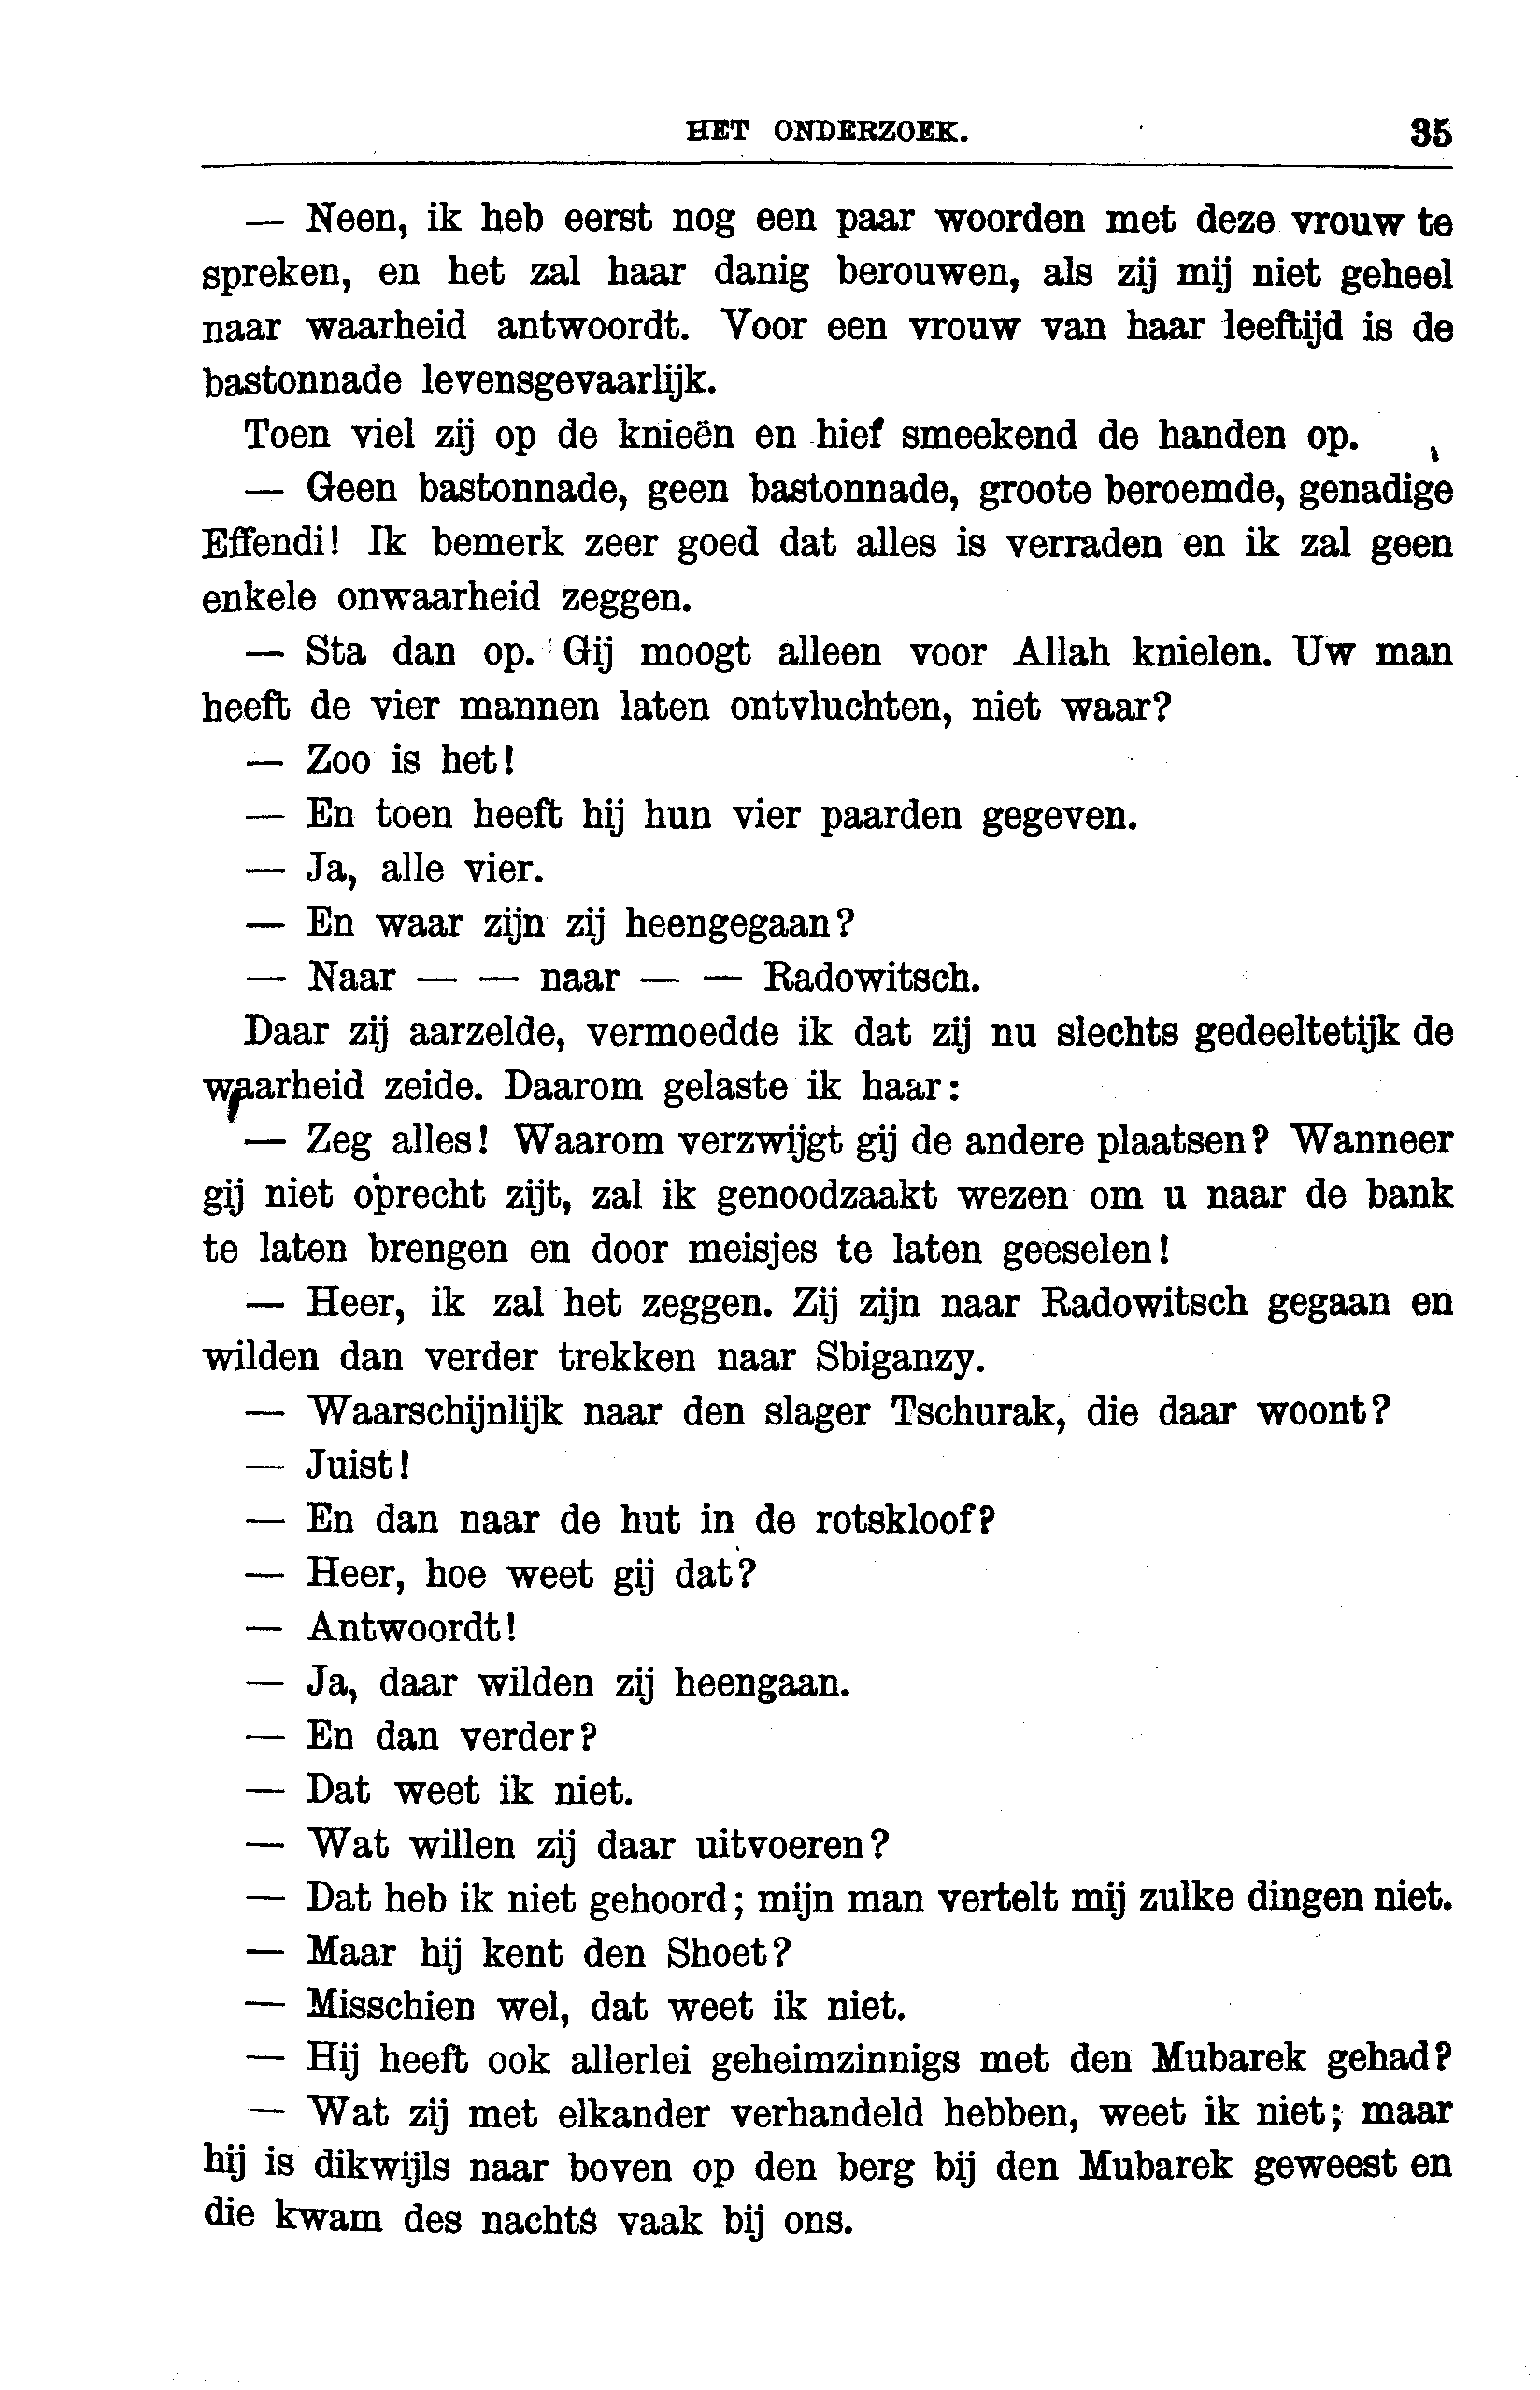 HET ONDERZOEK. 35
— Neen, ik heb eerst nog een paar woorden met deze vrouw te
spreken, en het zal haar danig berouwen, als zij mij niet geheel
naar waarheid antwoordt. Voor een vrouw van haar leeftijd is de
bastonnade levensgevaarlijk.
Toen viel zij op de knieën en hief smeekend de handen op.
— Geen bastonnade, geen bastonnade, groote beroemde, genadige
Effendi! Ik bemerk zeer goed dat alles is verraden en ik zal geen
enkele onwaarheid zeggen.
— Sta dan op. Gij moogt alleen voor Allah knielen. Uw man
heeft de vier mannen laten ontvluchten, niet waar?
— Zoo is het!
— En toen heeft hij hun vier paarden gegeven.
— Ja, alle vier.
— En waar zijn zij heengegaan?
— Naar — — naar — — Radowitsch.
Daar zij aarzelde, vermoedde ik dat zij nu slechts gedeeltetijk de
waarheid zeide. Daarom gelaste ik haar:
— Zeg alles! Waarom verzwijgt gij de andere plaatsen? Wanneer
gij niet oprecht zijt, zal ik genoodzaakt wezen om u naar de bank
te laten brengen en door meisjes te laten geeselen!
— Heer, ik zal het zeggen. Zij zijn naar Radowitsch gegaan en
wilden dan verder trekken naar Sbiganzy.
— Waarschijnlijk naar den slager Tschurak, die daar woont?
— Juist!
— En dan naar de hut in de rotskloof?
— Heer, hoe weet gij dat?
— Antwoordt!
— Ja, daar wilden zij heengaan.
— En dan verder?
— Dat weet ik niet.
— Wat willen zij daar uitvoeren?
— Dat heb ik niet gehoord; mijn man vertelt mij zulke dingen niet.
— Maar hij kent den Shoet?
— Misschien wel, dat weet ik niet.
— Hij heeft ook allerlei geheimzinnigs met den Mubarek gehad?
— Wat zij met elkander verhandeld hebben, weet ik niet; maar
hij is dikwijls naar boven op den berg bij den Mubarek geweest en
die kwam des nachts vaak bij ons.